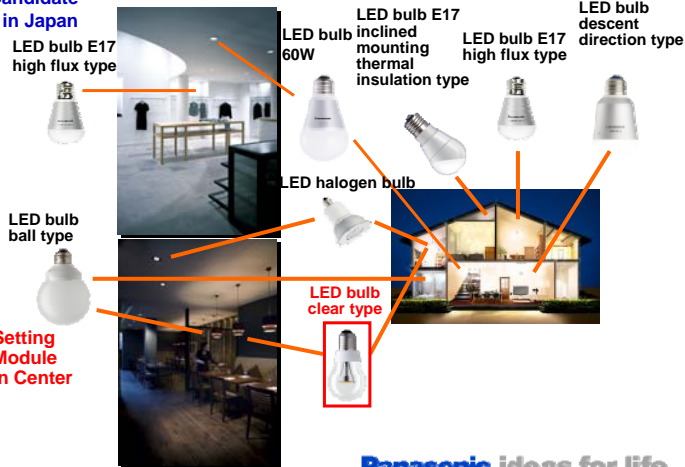 in Japan
LED bulb E17
high flux type
LED bulb
60W
LED bulb E17
inclined
mounting
thermal
insulation type
LED bulb E17
high flux type
LED bulb
descent
direction type
LED halogen bulb
LED bulb
ball type
LED bulb
clear type
Setting
Module
n Center
Panasonic ideas for life